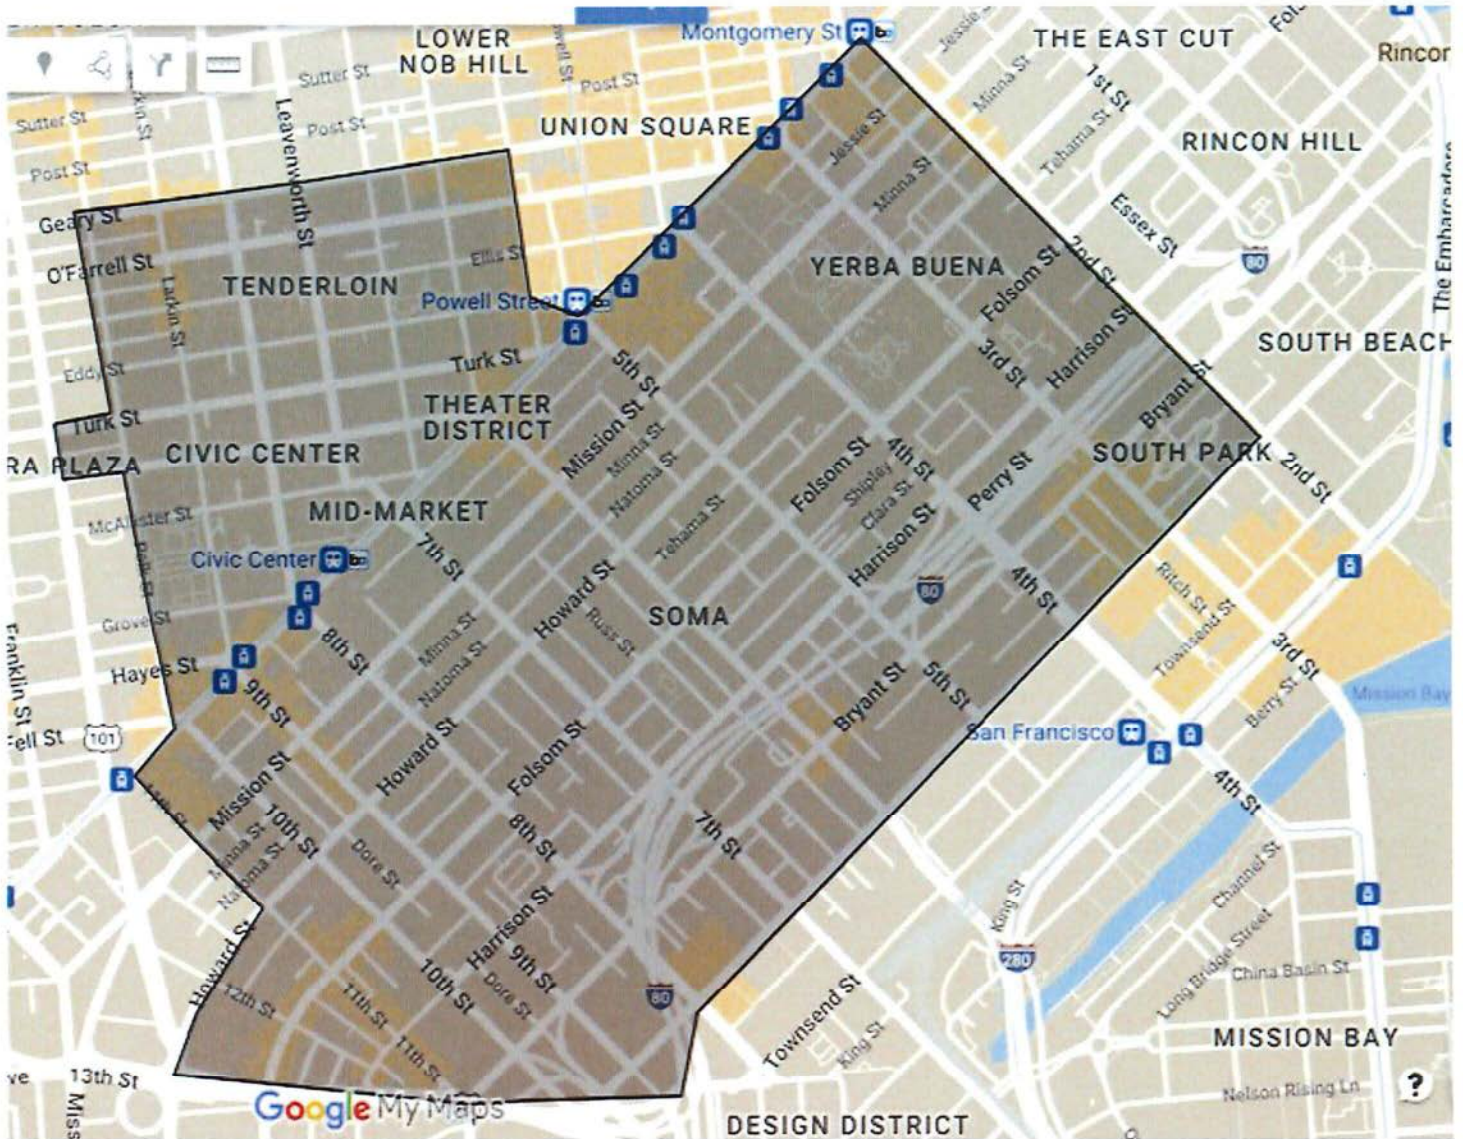 Montgomery St
Jessie St
Fol
LOWER
NOB HILL
THE EAST CUT
Rincor
Sutter St
Post St
Minna St
1st St
Sutter St
Post St
UNION SQUARE
Jessie St
Tehama St
RINCON HILL
Leavenworth St
Post St
Minna St
The Embarcadero
Geary St
Essex St
O'Farrell St
Ellis St
YERBA BUENA
Folsom St
2nd St
80
TENDERLOIN
Larkin St
Powell Street
Harrison St
SOUTH BEACH
Eddy St
Turk St
5th St
3rd St
Bryant St
THEATER
DISTRICT
Mission St
Turk St
Minna St
Folsom St
4th St
Perry St
SOUTH PARK
2nd St
RA PLAZA
CIVIC CENTER
Natoma St
Shipley
Clara St
McAllister St
MID-MARKET
Tehama St
Harrison St
Civic Center
7th St
Howard St
80
4th St
Ritch St
Grove St
SOMA
Russ St
Townsend St
Franklin St
Hayes St
8th St
Minna St
Natoma St
3rd St
9th St
Bryant St
5th St
Berry St
Mission Bay
Fell St
101
San Francisco
Howard St
Folsom St
Mission St
4th St
10th St
Minna St
Natoma St
8th St
7th St
Dore St
Channel St
King St
Harrison St
Howard St
9th St
Long Bridge Street
280
China Basin St
12th St
11th St
10th St
Dore St
80
Townsend St
King St
MISSION BAY
11th St
ve
13th St
Miss
Google My Maps
Nelson Rising Ln
?
DESIGN DISTRICT